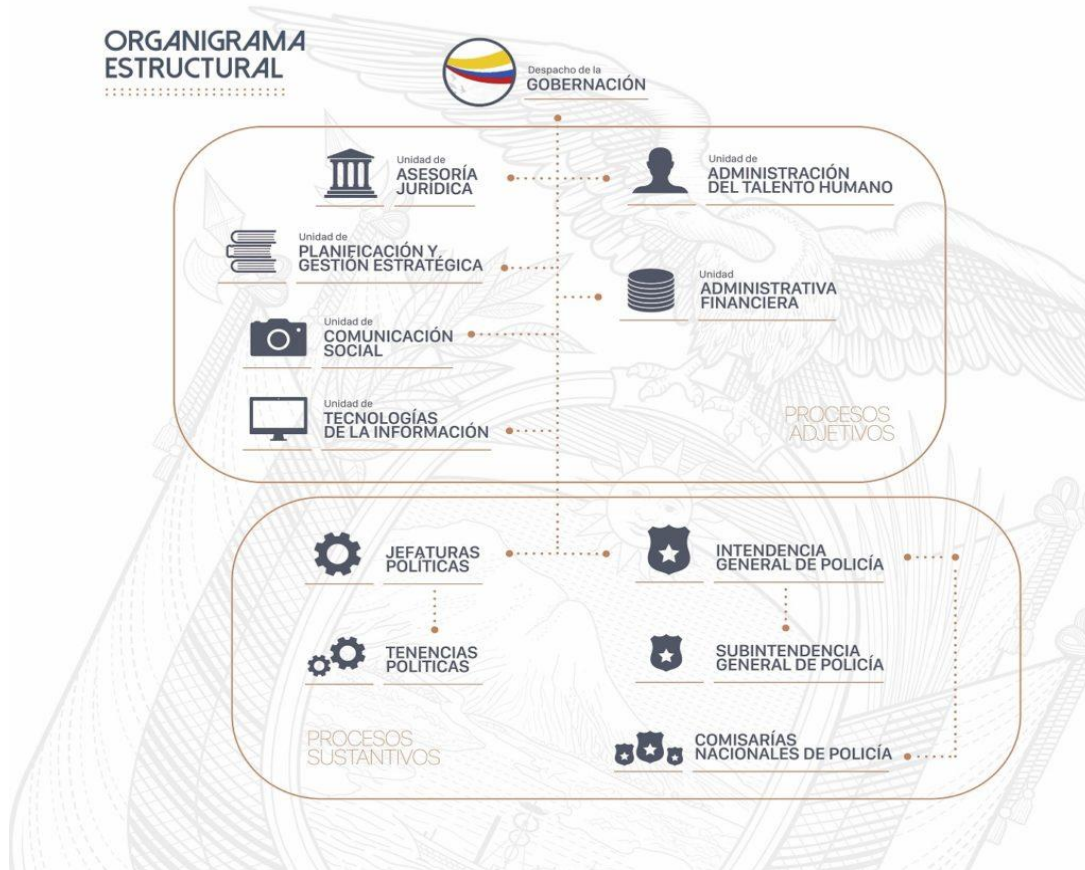 ORGANIGRAMA
ESTRUCTURAL
Despacho de la
GOBERNACIÓN
Unidad de
ASESORÍA
JURÍDICA
Unidad de
ADMINISTRACIÓN
DEL TALENTO HUMANO
Unidad de
PLANIFICACIÓN Y
GESTIÓN ESTRATÉGICA
Unidad
ADMINISTRATIVA
FINANCIERA
Unidad de
COMUNICACIÓN
SOCIAL
Unidad de
TECNOLOGÍAS
DE LA INFORMACIÓN
PROCESOS
ADJETIVOS
JEFATURAS
POLÍTICAS
INTENDENCIA
GENERAL DE POLICÍA
TENENCIAS
POLÍTICAS
SUBINTENDENCIA
GENERAL DE POLICÍA
PROCESOS
SUSTANTIVOS
COMISARÍAS
NACIONALES DE POLICÍA